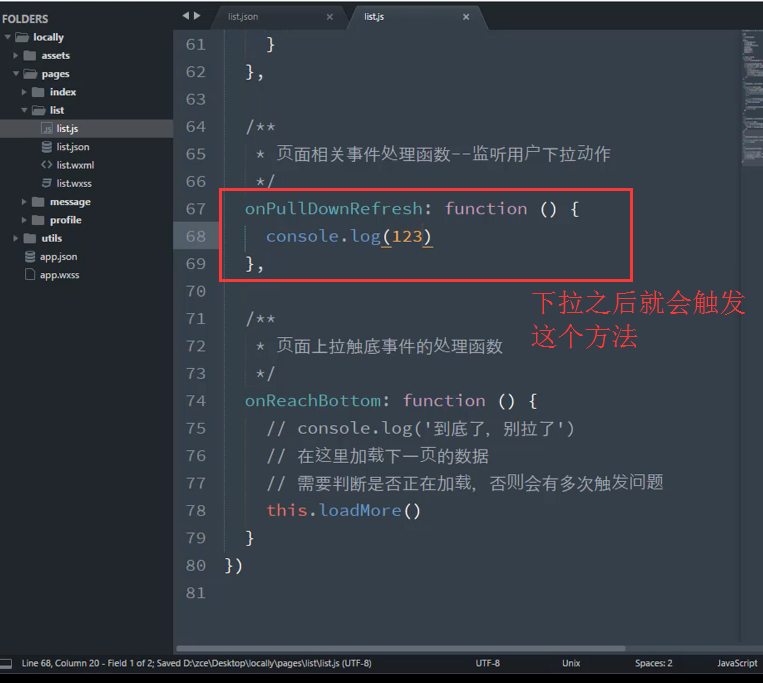 FOLDERS
locally
assets
pages
index
list
list.js
list.json
list.wxml
list.wxss
message
profile
utils
app.json
app.wxss
list.json
list.js
61 }
62 },
63
64 /**
65 * 页面相关事件处理函数--监听用户下拉动作
66 */
67 onPullDownRefresh: function () {
68 console.log(123)
69 },
70
下拉之后就会触发
这个方法
71 /**
72 * 页面上拉触底事件的处理函数
73 */
74 onReachBottom: function () {
75 // console.log('到底了，别拉了')
76 // 在这里加载下一页的数据
77 // 需要判断是否正在加载，否则会有多次触发问题
78 this.loadMore()
79 }
80 })
81
Line 68, Column 20 - Field 1 of 2; Saved D:\zce\Desktop\locally\pages\list\list.js (UTF-8) UTF-8 Unix Spaces: 2 JavaScript